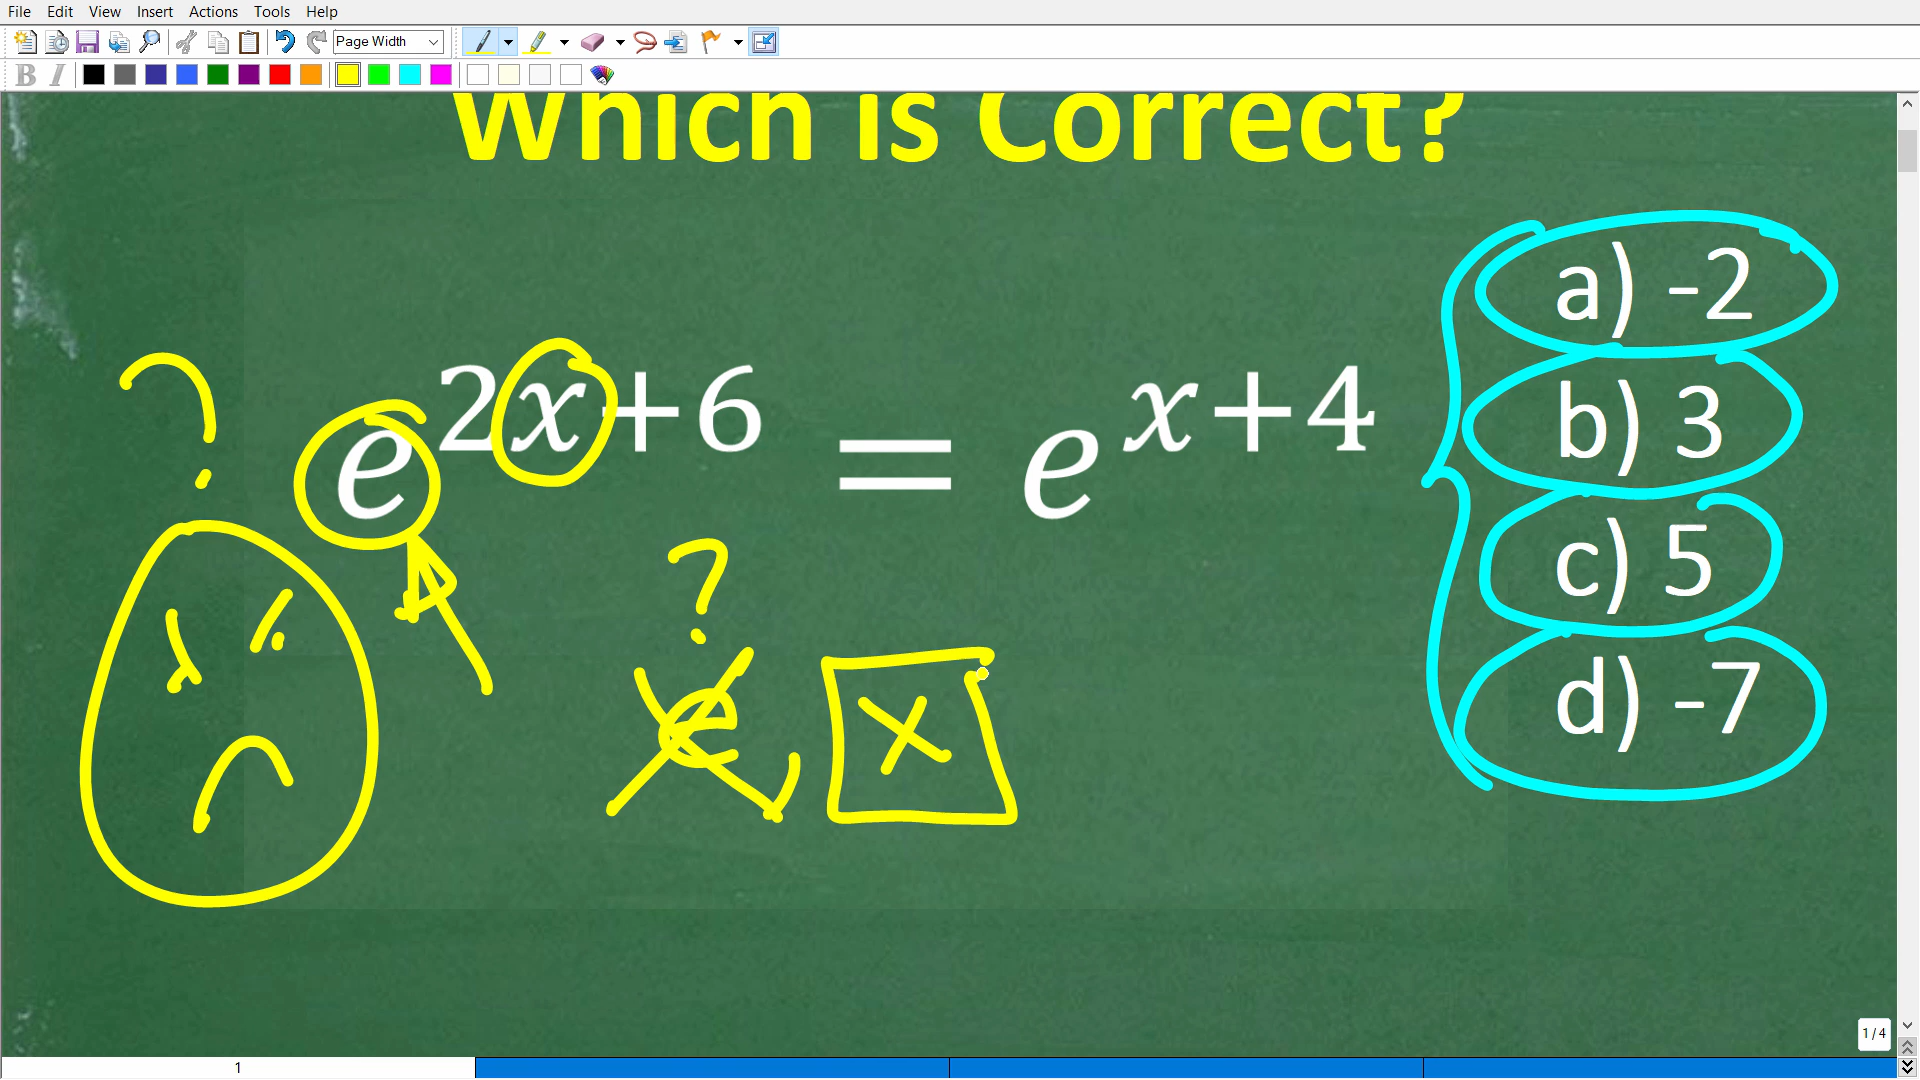 File Edit View Insert Actions Tools Help
Page Width
B I
Which is Correct?
e^{2x+6} = e^{x+4}
a) -2
b) 3
c) 5
d) -7
?
?
e
x
1 / 4
1